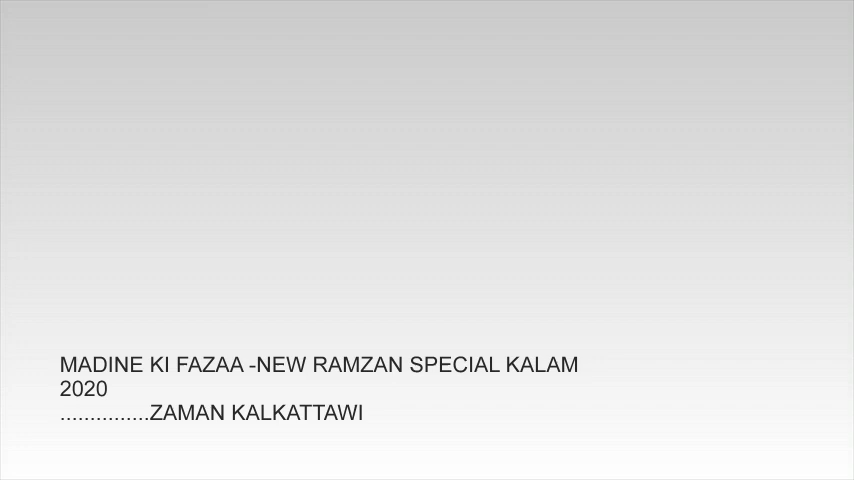 MADINE KI FAZAA -NEW RAMZAN SPECIAL KALAM
2020
...............ZAMAN KALKATTAWI